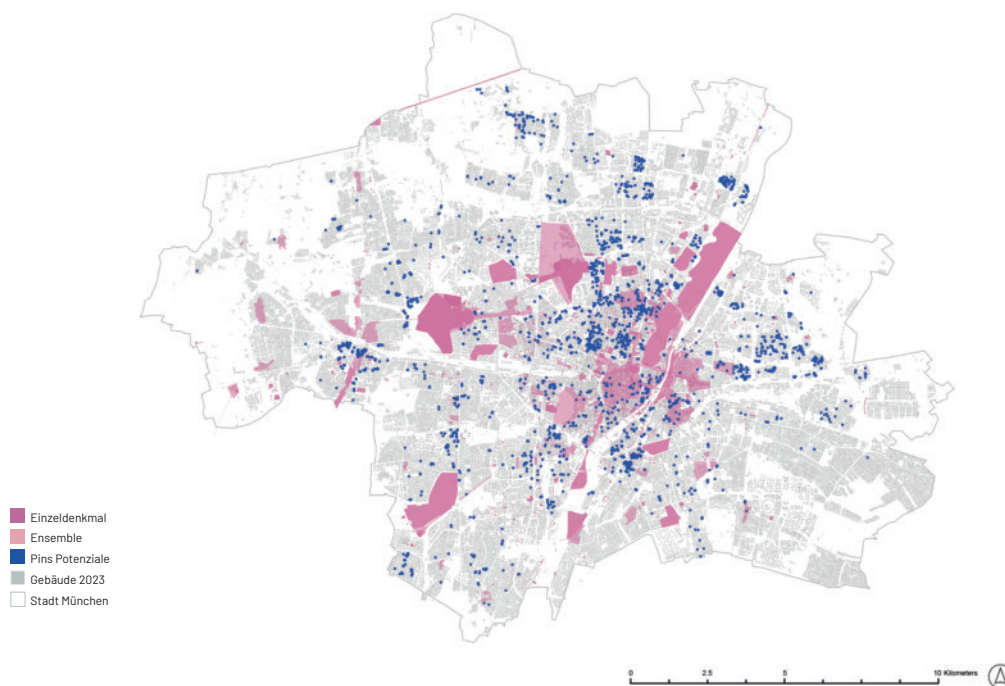 Einzeldenkmal
Ensemble
Pins Potenziale
Gebäude 2023
Stadt München
0 2.5 5 10 Kilometers